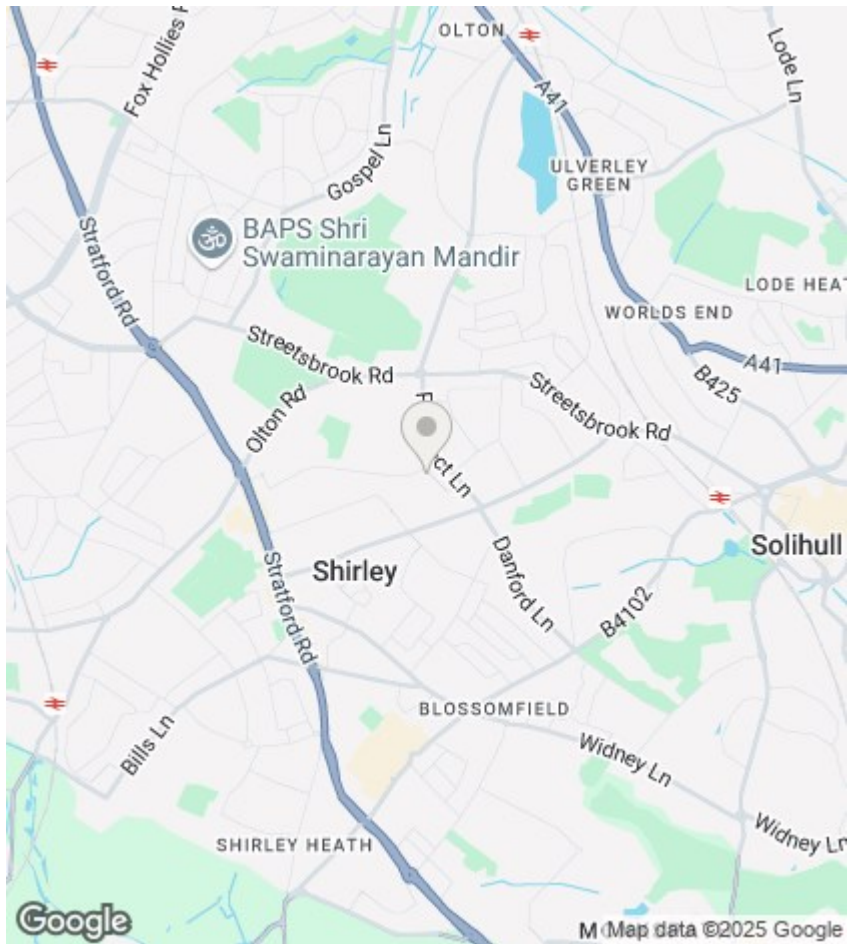 OLTON
Fox Hollies
A41
Lode Ln
Gospel Ln
ULVERLEY
GREEN
BAPS Shri
Swaminarayan Mandir
Stratford Rd
LODE HEAT
WORLDS END
Streetsbrook Rd
A41
B425
Streetsbrook Rd
Olton Rd
ect Ln
Solihull
Shirley
Danford Ln
Stratford Rd
B4102
BLOSSOMFIELD
Bills Ln
Widney Ln
Widney Ln
SHIRLEY HEATH
Google
Map data ©2025 Google